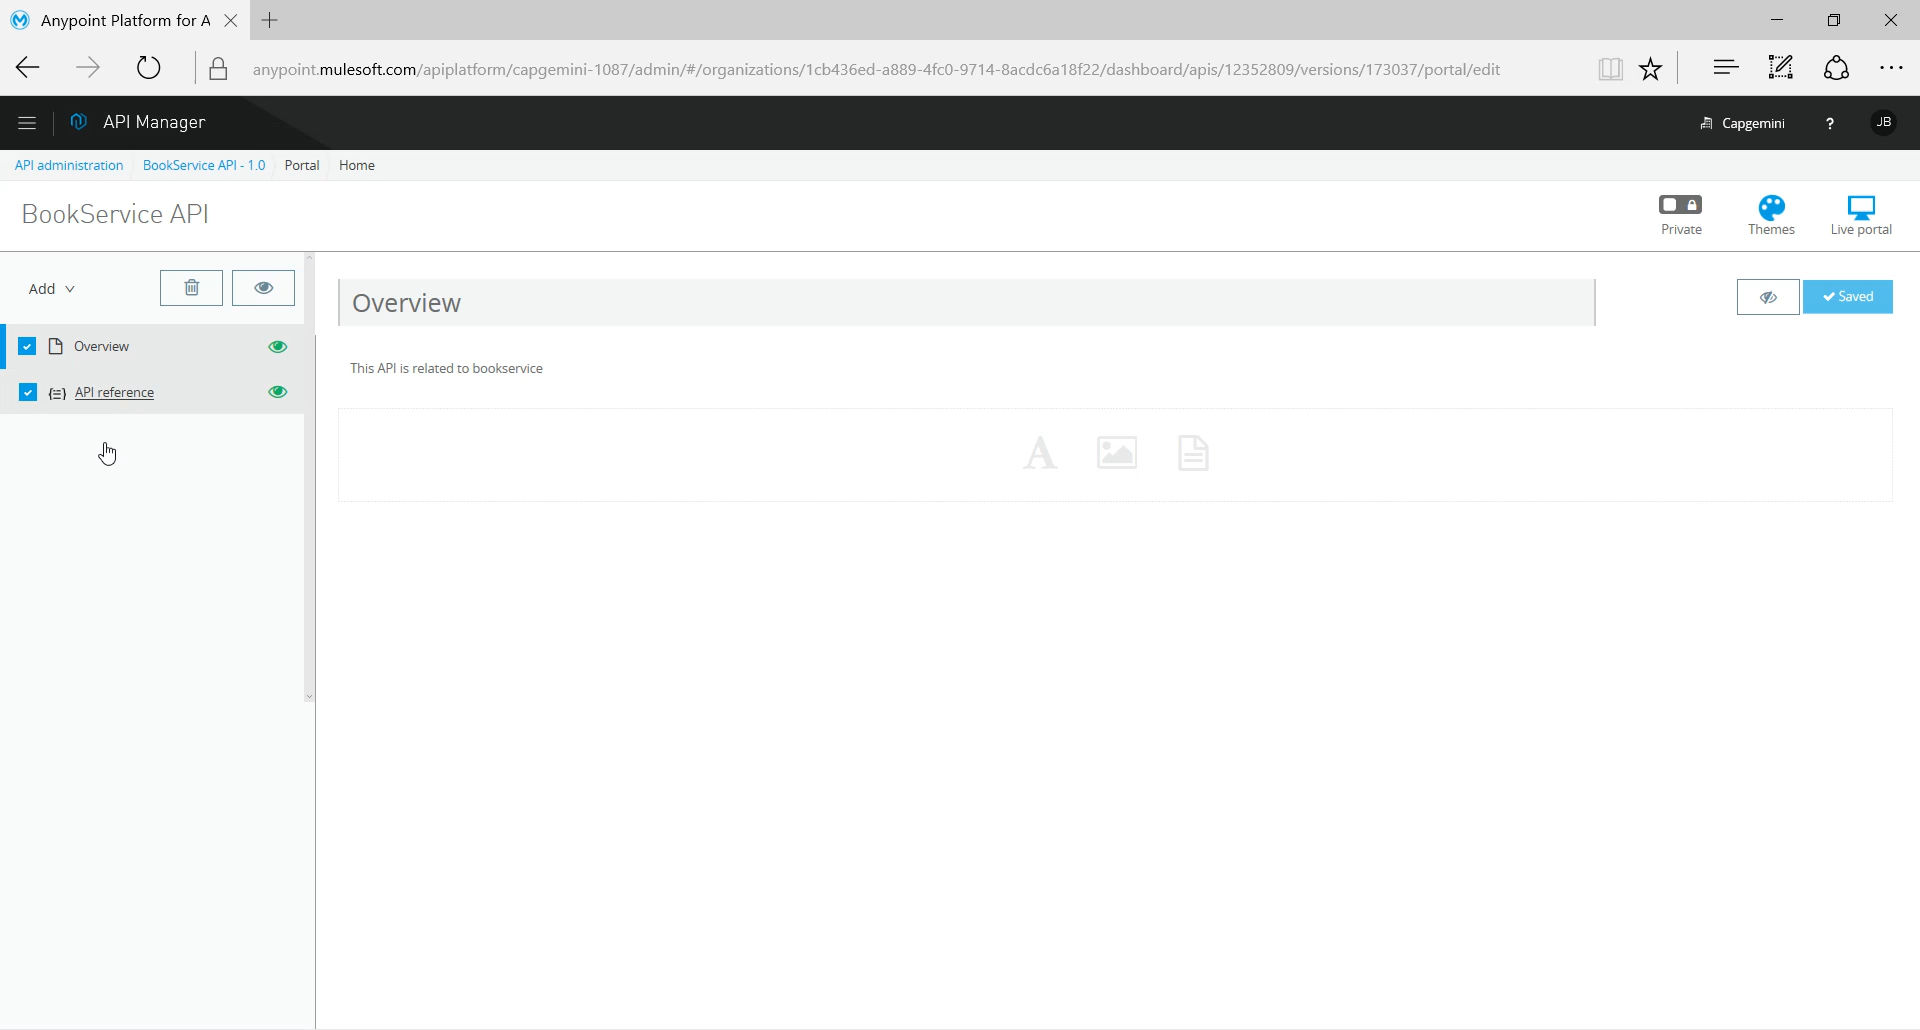 Anypoint Platform for A
anypoint.mulesoft.com/apiplatform/capgemini-1087/admin/#/organizations/1cb436ed-a889-4fc0-9714-8acdc6a18f22/dashboard/apis/12352809/versions/173037/portal/edit
API Manager
Capgemini ? JB
API administration BookService API - 1.0 Portal Home
BookService API
Private Themes Live portal
Add
Overview
Saved
Overview
This API is related to bookservice
API reference
A